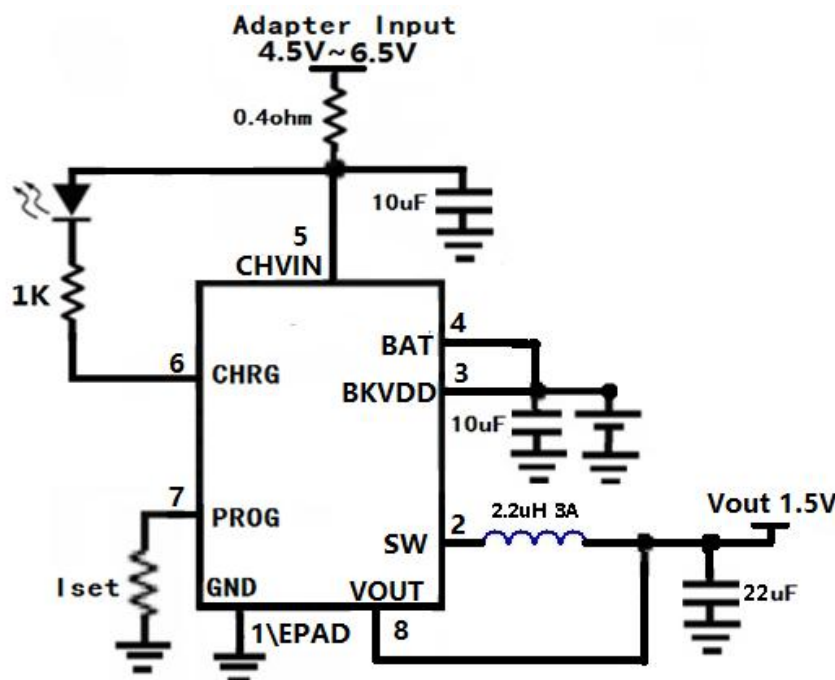 Adapter Input
4.5V~6.5V
0.4ohm
10uF
5
CHVIN
1K
4
BAT
6
CHRG
3
BKVDD
10uF
7
PROG
2.2uH 3A
Vout 1.5V
2
SW
Iset
GND
VOUT
22uF
1\EPAD
8